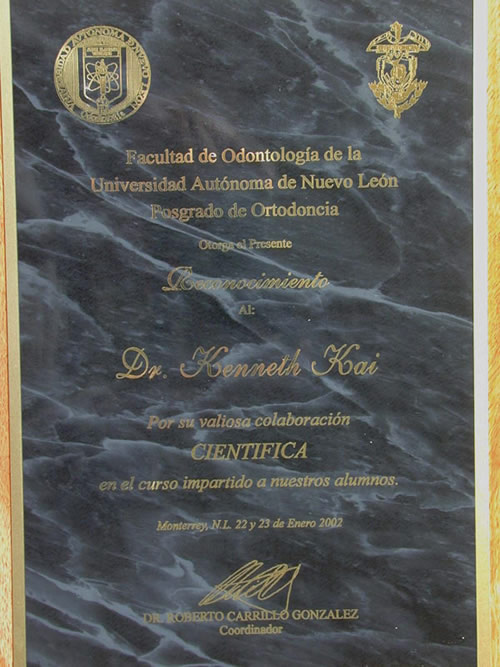 Facultad de Odontología de la
Universidad Autónoma de Nuevo León
Posgrado de Ortodoncia
Otorga el Presente
Reconocimiento
Al:
Dr. Kenneth Kai
Por su valiosa colaboración
CIENTIFICA
en el curso impartido a nuestros alumnos.
Monterrey, N.L. 22 y 23 de Enero 2002
DR. ROBERTO CARRILLO GONZALEZ
Coordinador